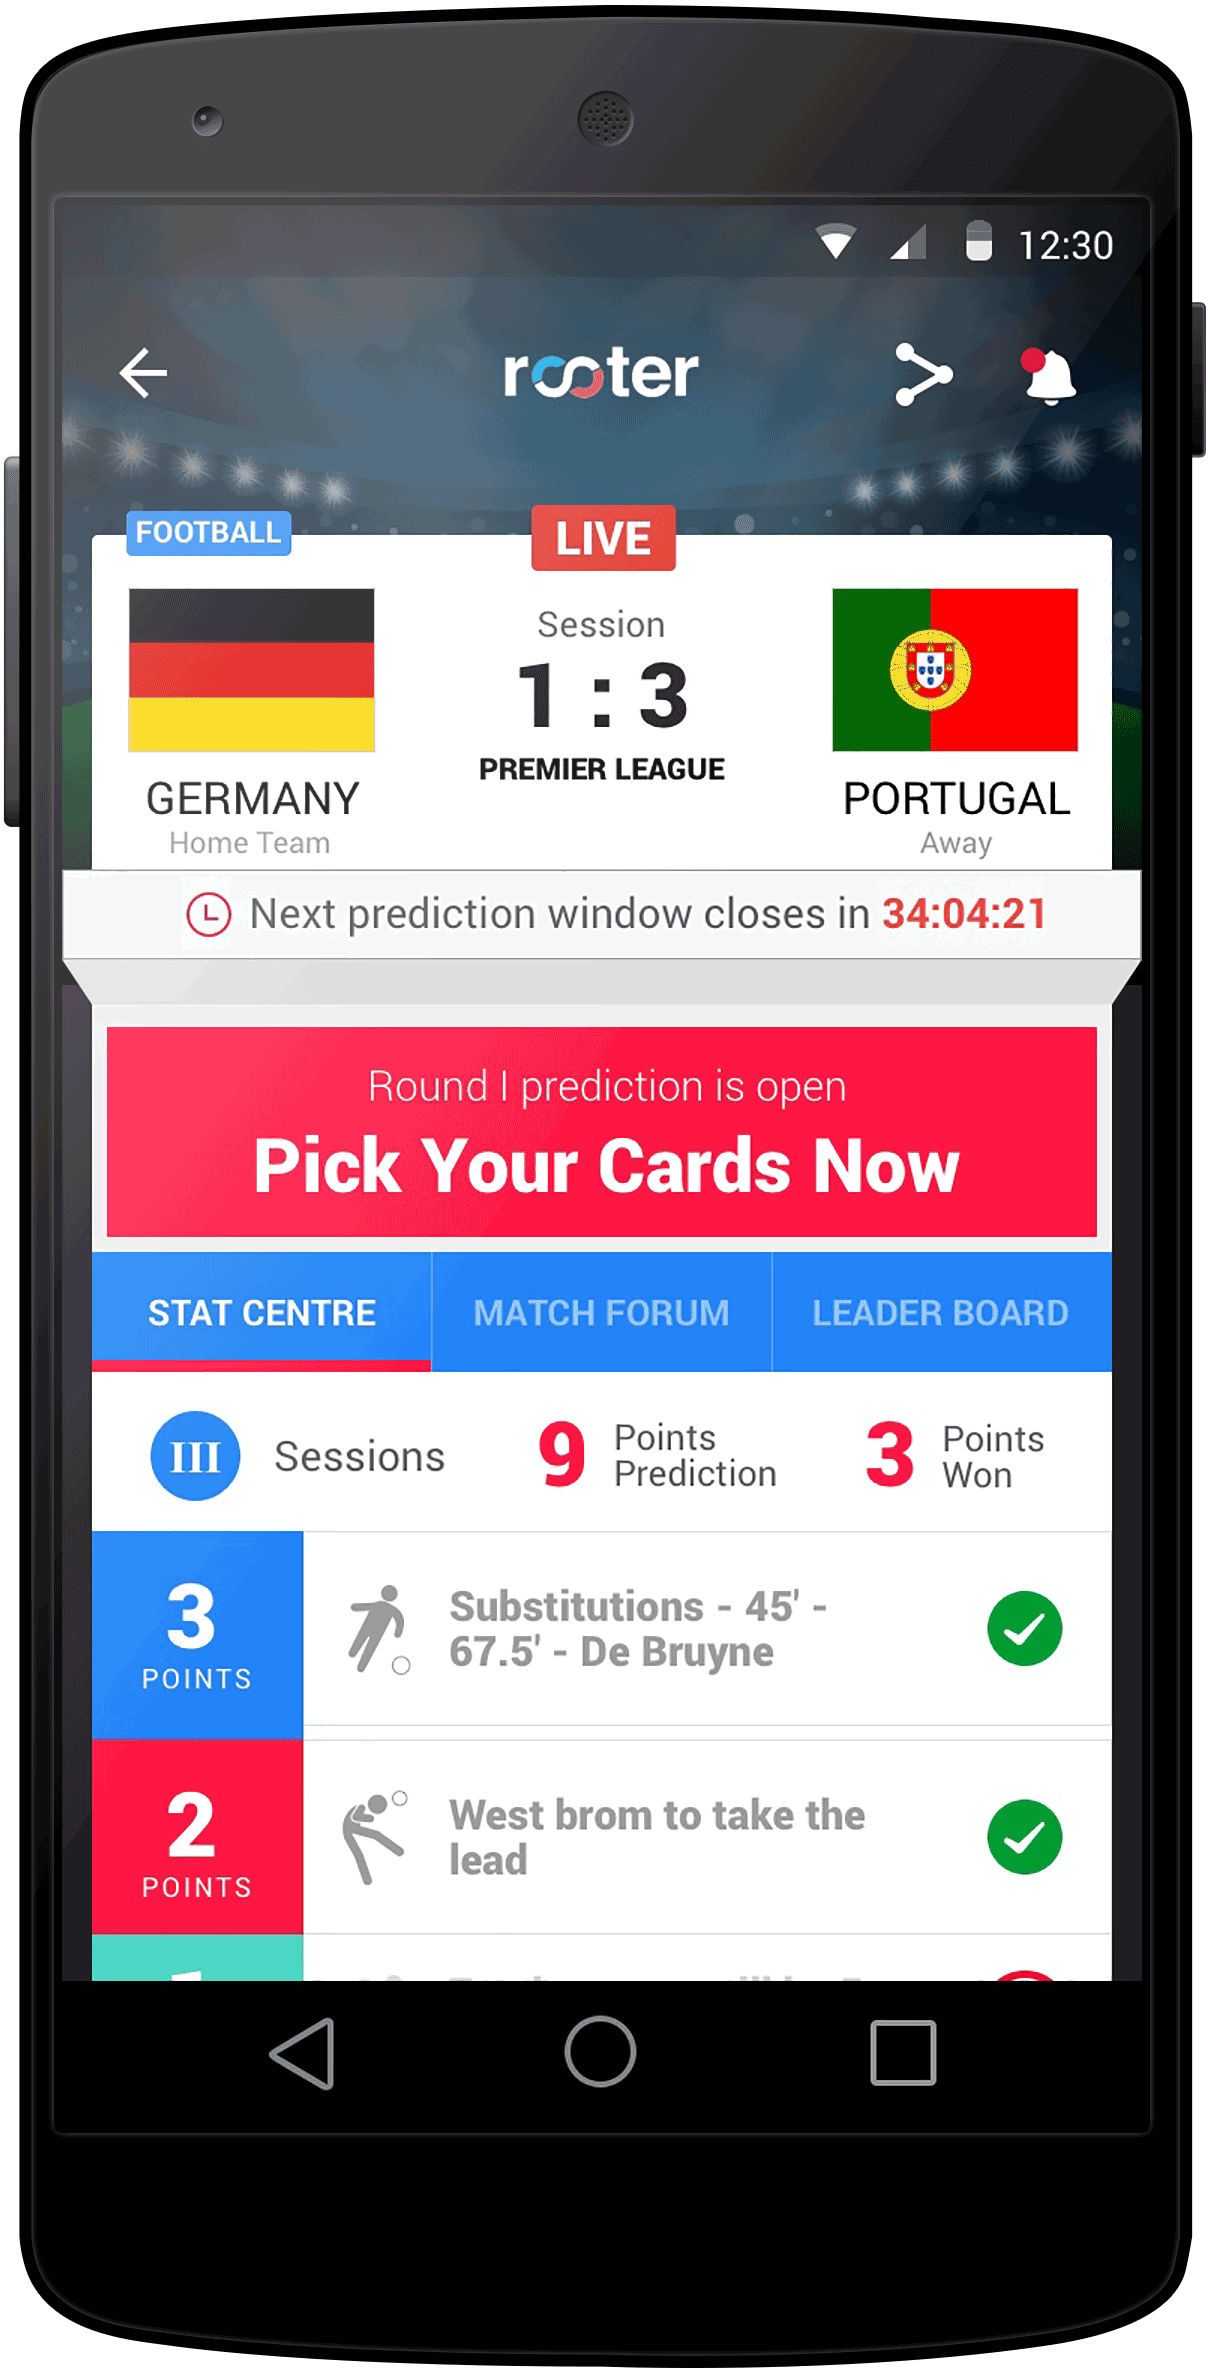 12:30
rooter
FOOTBALL
LIVE
Session
1 : 3
PREMIER LEAGUE
GERMANY
Home Team
PORTUGAL
Away
Next prediction window closes in 34:04:21
Round I prediction is open
Pick Your Cards Now
STAT CENTRE
MATCH FORUM
LEADER BOARD
III
Sessions
9
Points
Prediction
3
Points
Won
3
POINTS
Substitutions - 45' -
67.5' - De Bruyne
2
POINTS
West brom to take the
lead